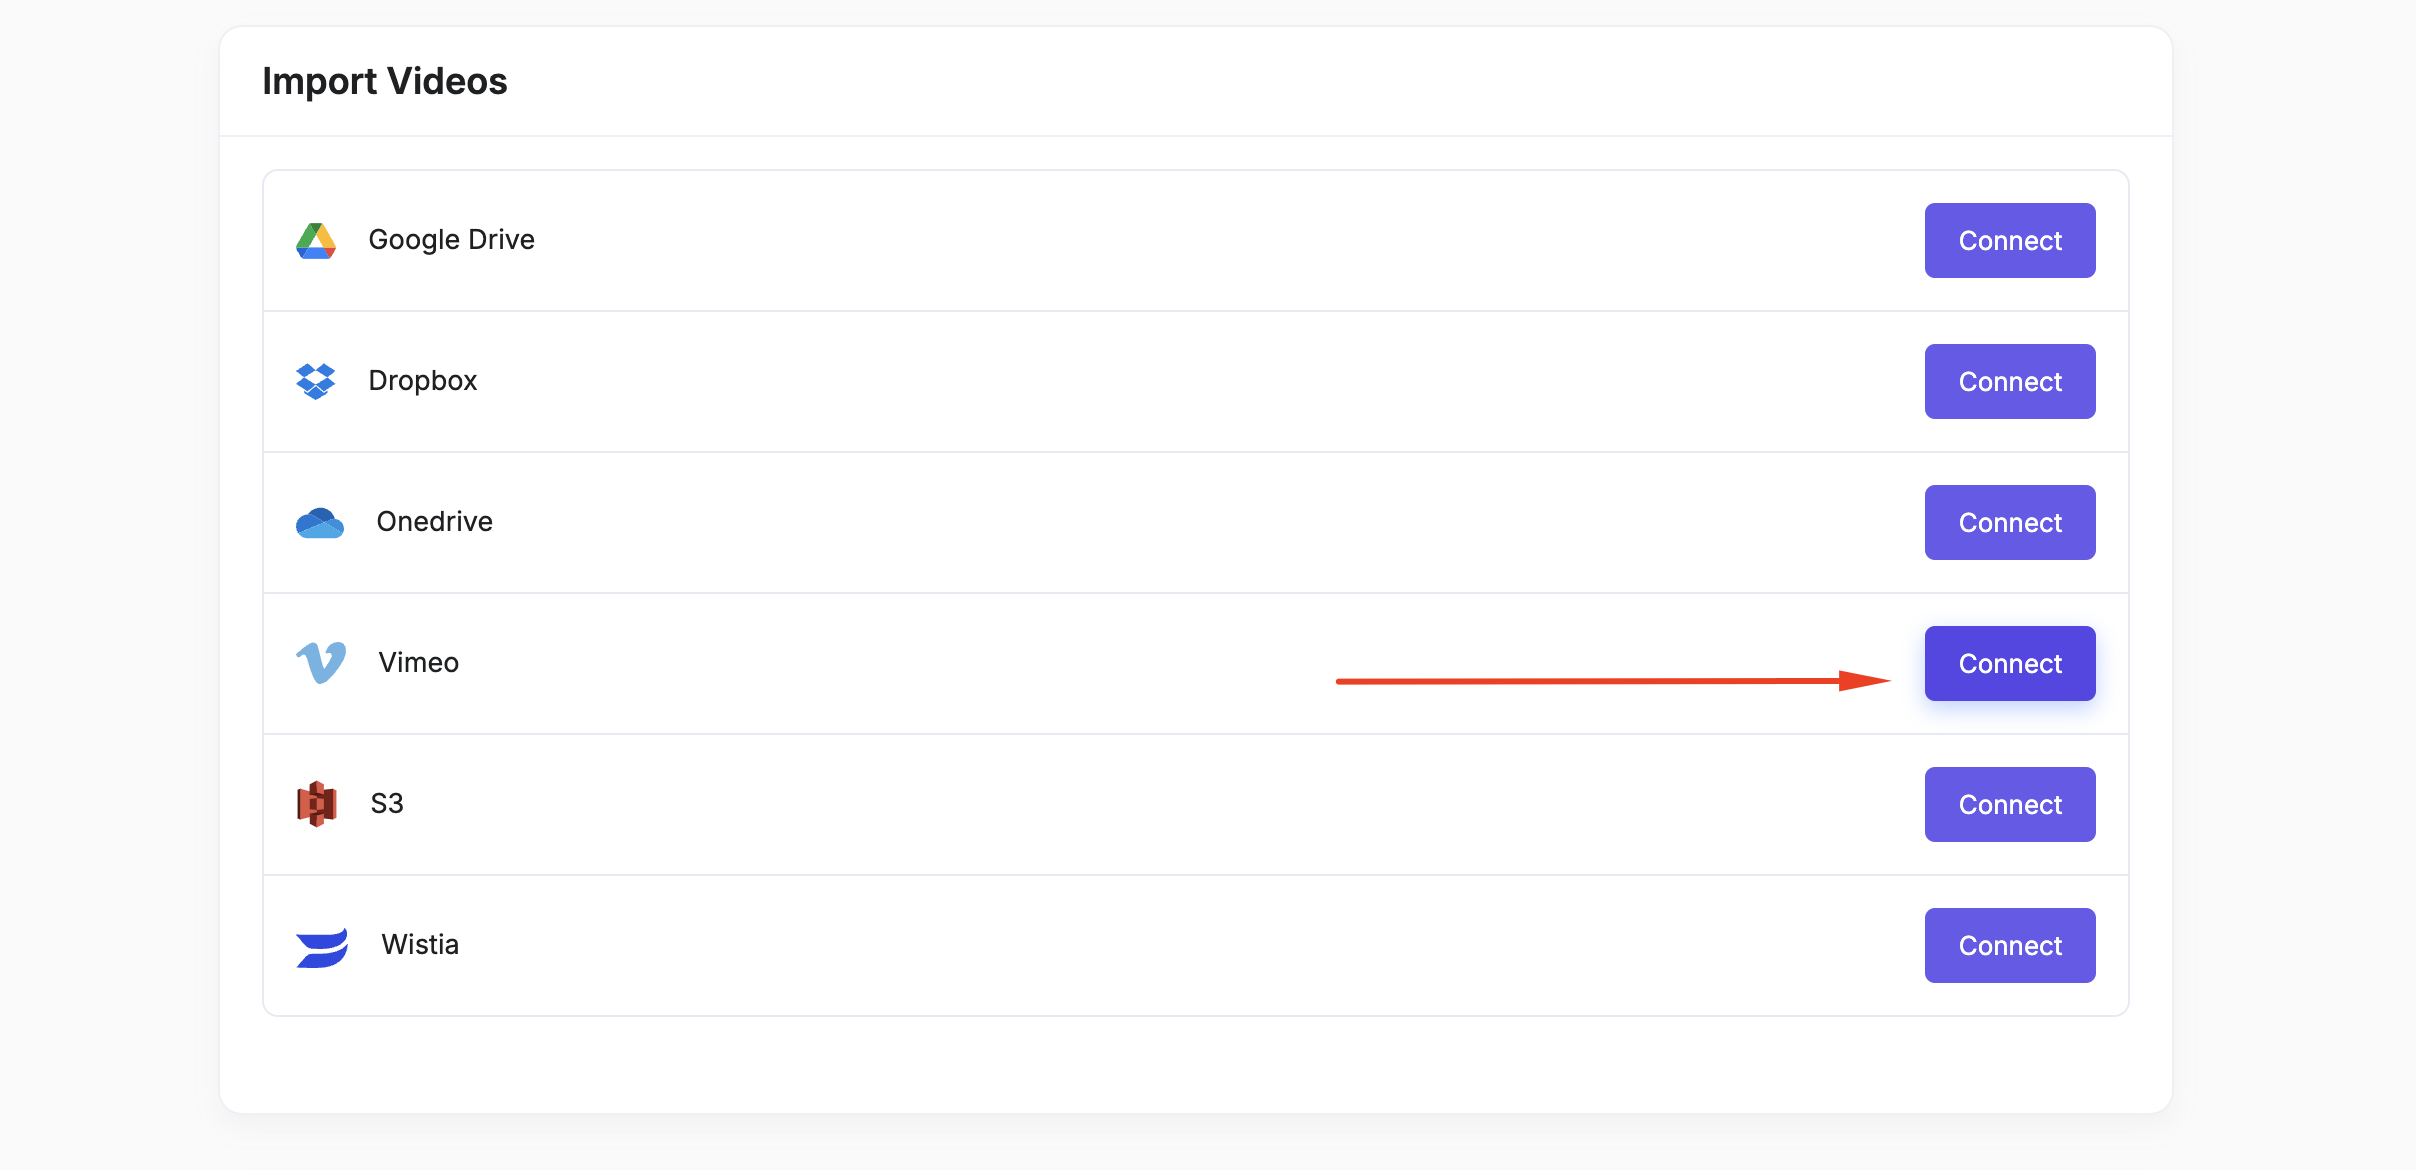 Import Videos
Google Drive Connect
Dropbox Connect
Onedrive Connect
Vimeo Connect
S3 Connect
Wistia Connect